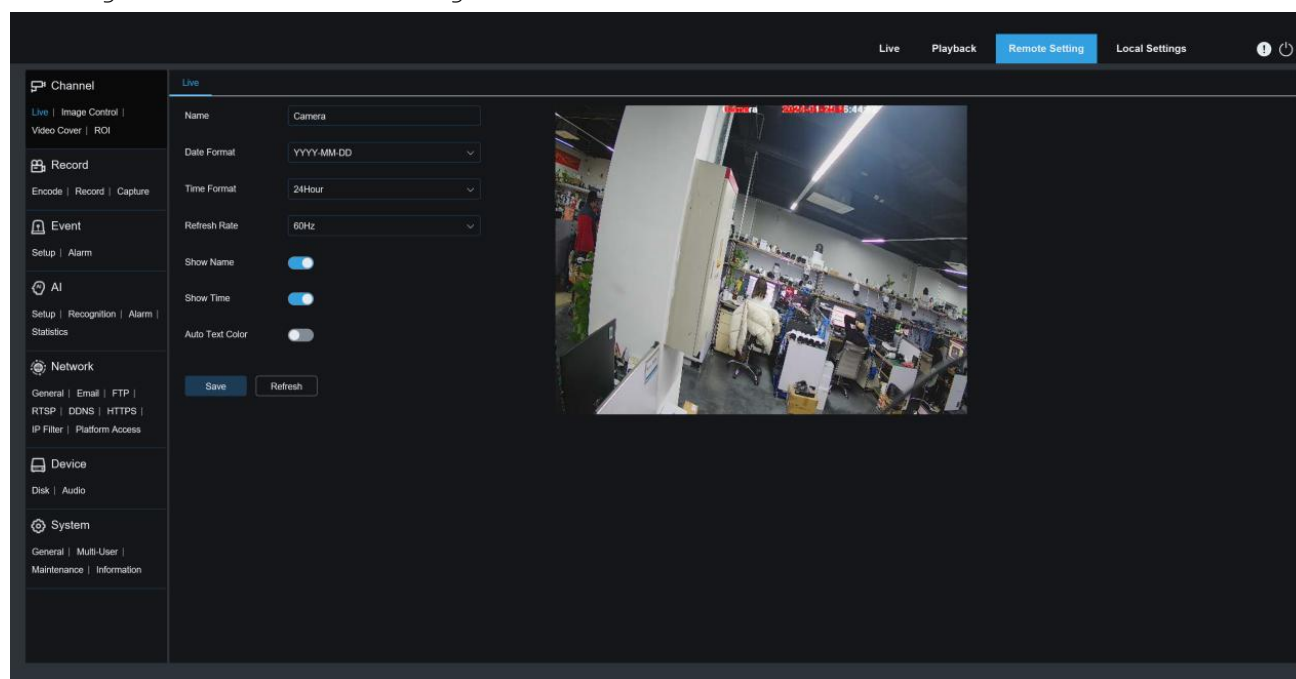 Live Playback Remote Setting Local Settings
Channel
Live | Image Control |
Video Cover | ROI
Record
Encode | Record | Capture
Event
Setup | Alarm
AI
Setup | Recognition | Alarm |
Statistics
Network
General | Email | FTP |
RTSP | DDNS | HTTPS |
IP Filter | Platform Access
Device
Disk | Audio
System
General | Multi-User |
Maintenance | Information
Live
Name Camera
Date Format YYYY-MM-DD
Time Format 24Hour
Refresh Rate 60Hz
Show Name
Show Time
Auto Text Color
Save Refresh
Camera